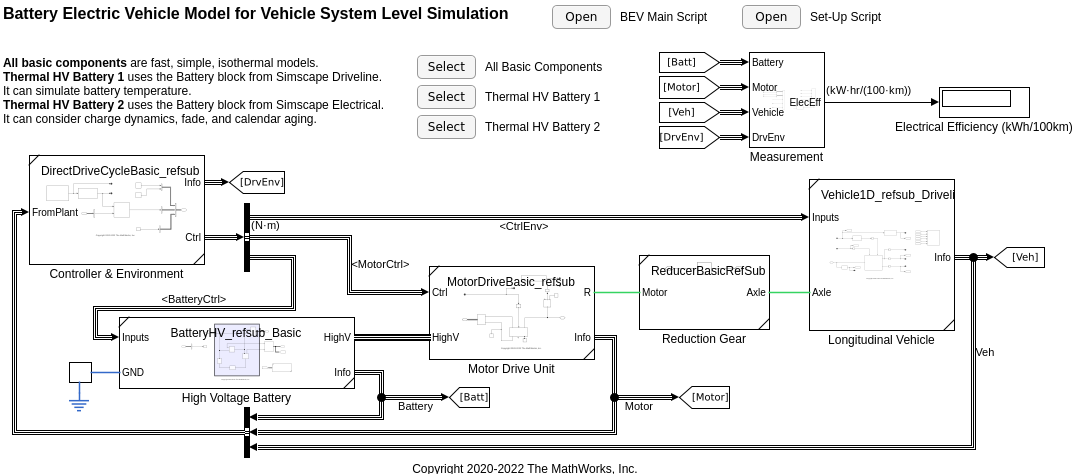 Battery Electric Vehicle Model for Vehicle System Level Simulation
Open
BEV Main Script
Open
Set-Up Script
All basic components are fast, simple, isothermal models.
Thermal HV Battery 1 uses the Battery block from Simscape Driveline.
It can simulate battery temperature.
Thermal HV Battery 2 uses the Battery block from Simscape Electrical.
It can consider charge dynamics, fade, and calendar aging.
Select
All Basic Components
Select
Thermal HV Battery 1
Select
Thermal HV Battery 2
[Batt]
[Motor]
[Veh]
[DrvEnv]
Battery
Motor
Vehicle
DrvEnv
ElecEff
Measurement
(kW·hr/(100·km))
Electrical Efficiency (kWh/100km)
DirectDriveCycleBasic_refsub
Info
FromPlant
Ctrl
Controller & Environment
[DrvEnv]
(N·m)
<CtrlEnv>
<MotorCtrl>
<BatteryCtrl>
Vehicle1D_refsub_Driveli
Inputs
Info
Axle
Longitudinal Vehicle
[Veh]
Veh
MotorDriveBasic_refsub
Ctrl
R
HighV
Info
Motor Drive Unit
ReducerBasicRefSub
Motor
Axle
Reduction Gear
BatteryHV_refsub_Basic
Inputs
HighV
GND
Info
High Voltage Battery
Battery
[Batt]
Motor
[Motor]
Copyright 2020-2022 The MathWorks, Inc.